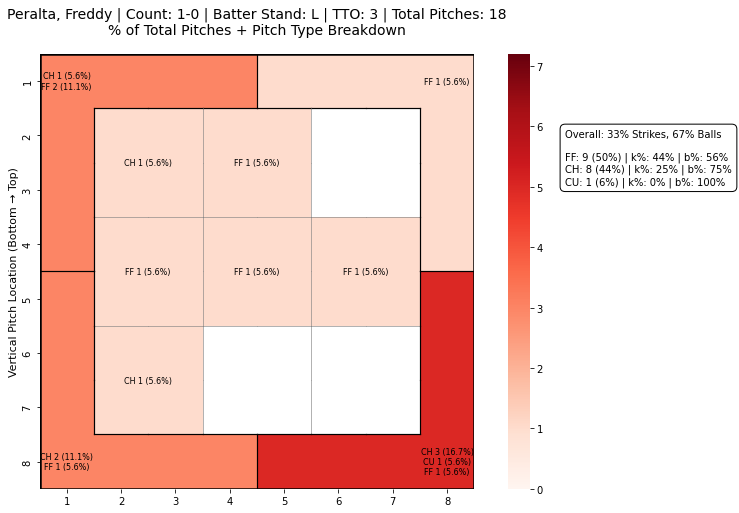 Peralta, Freddy | Count: 1-0 | Batter Stand: L | TTO: 3 | Total Pitches: 18
% of Total Pitches + Pitch Type Breakdown
Vertical Pitch Location (Bottom → Top)
1
2
3
4
5
6
7
8
CH 1 (5.6%)
FF 2 (11.1%)
FF 1 (5.6%)
CH 1 (5.6%)
FF 1 (5.6%)
FF 1 (5.6%)
FF 1 (5.6%)
FF 1 (5.6%)
CH 1 (5.6%)
CH 2 (11.1%)
FF 1 (5.6%)
CH 3 (16.7%)
CU 1 (5.6%)
FF 1 (5.6%)
1 2 3 4 5 6 7 8
7
6
5
4
3
2
1
0
Overall: 33% Strikes, 67% Balls
FF: 9 (50%) | k%: 44% | b%: 56%
CH: 8 (44%) | k%: 25% | b%: 75%
CU: 1 (6%) | k%: 0% | b%: 100%